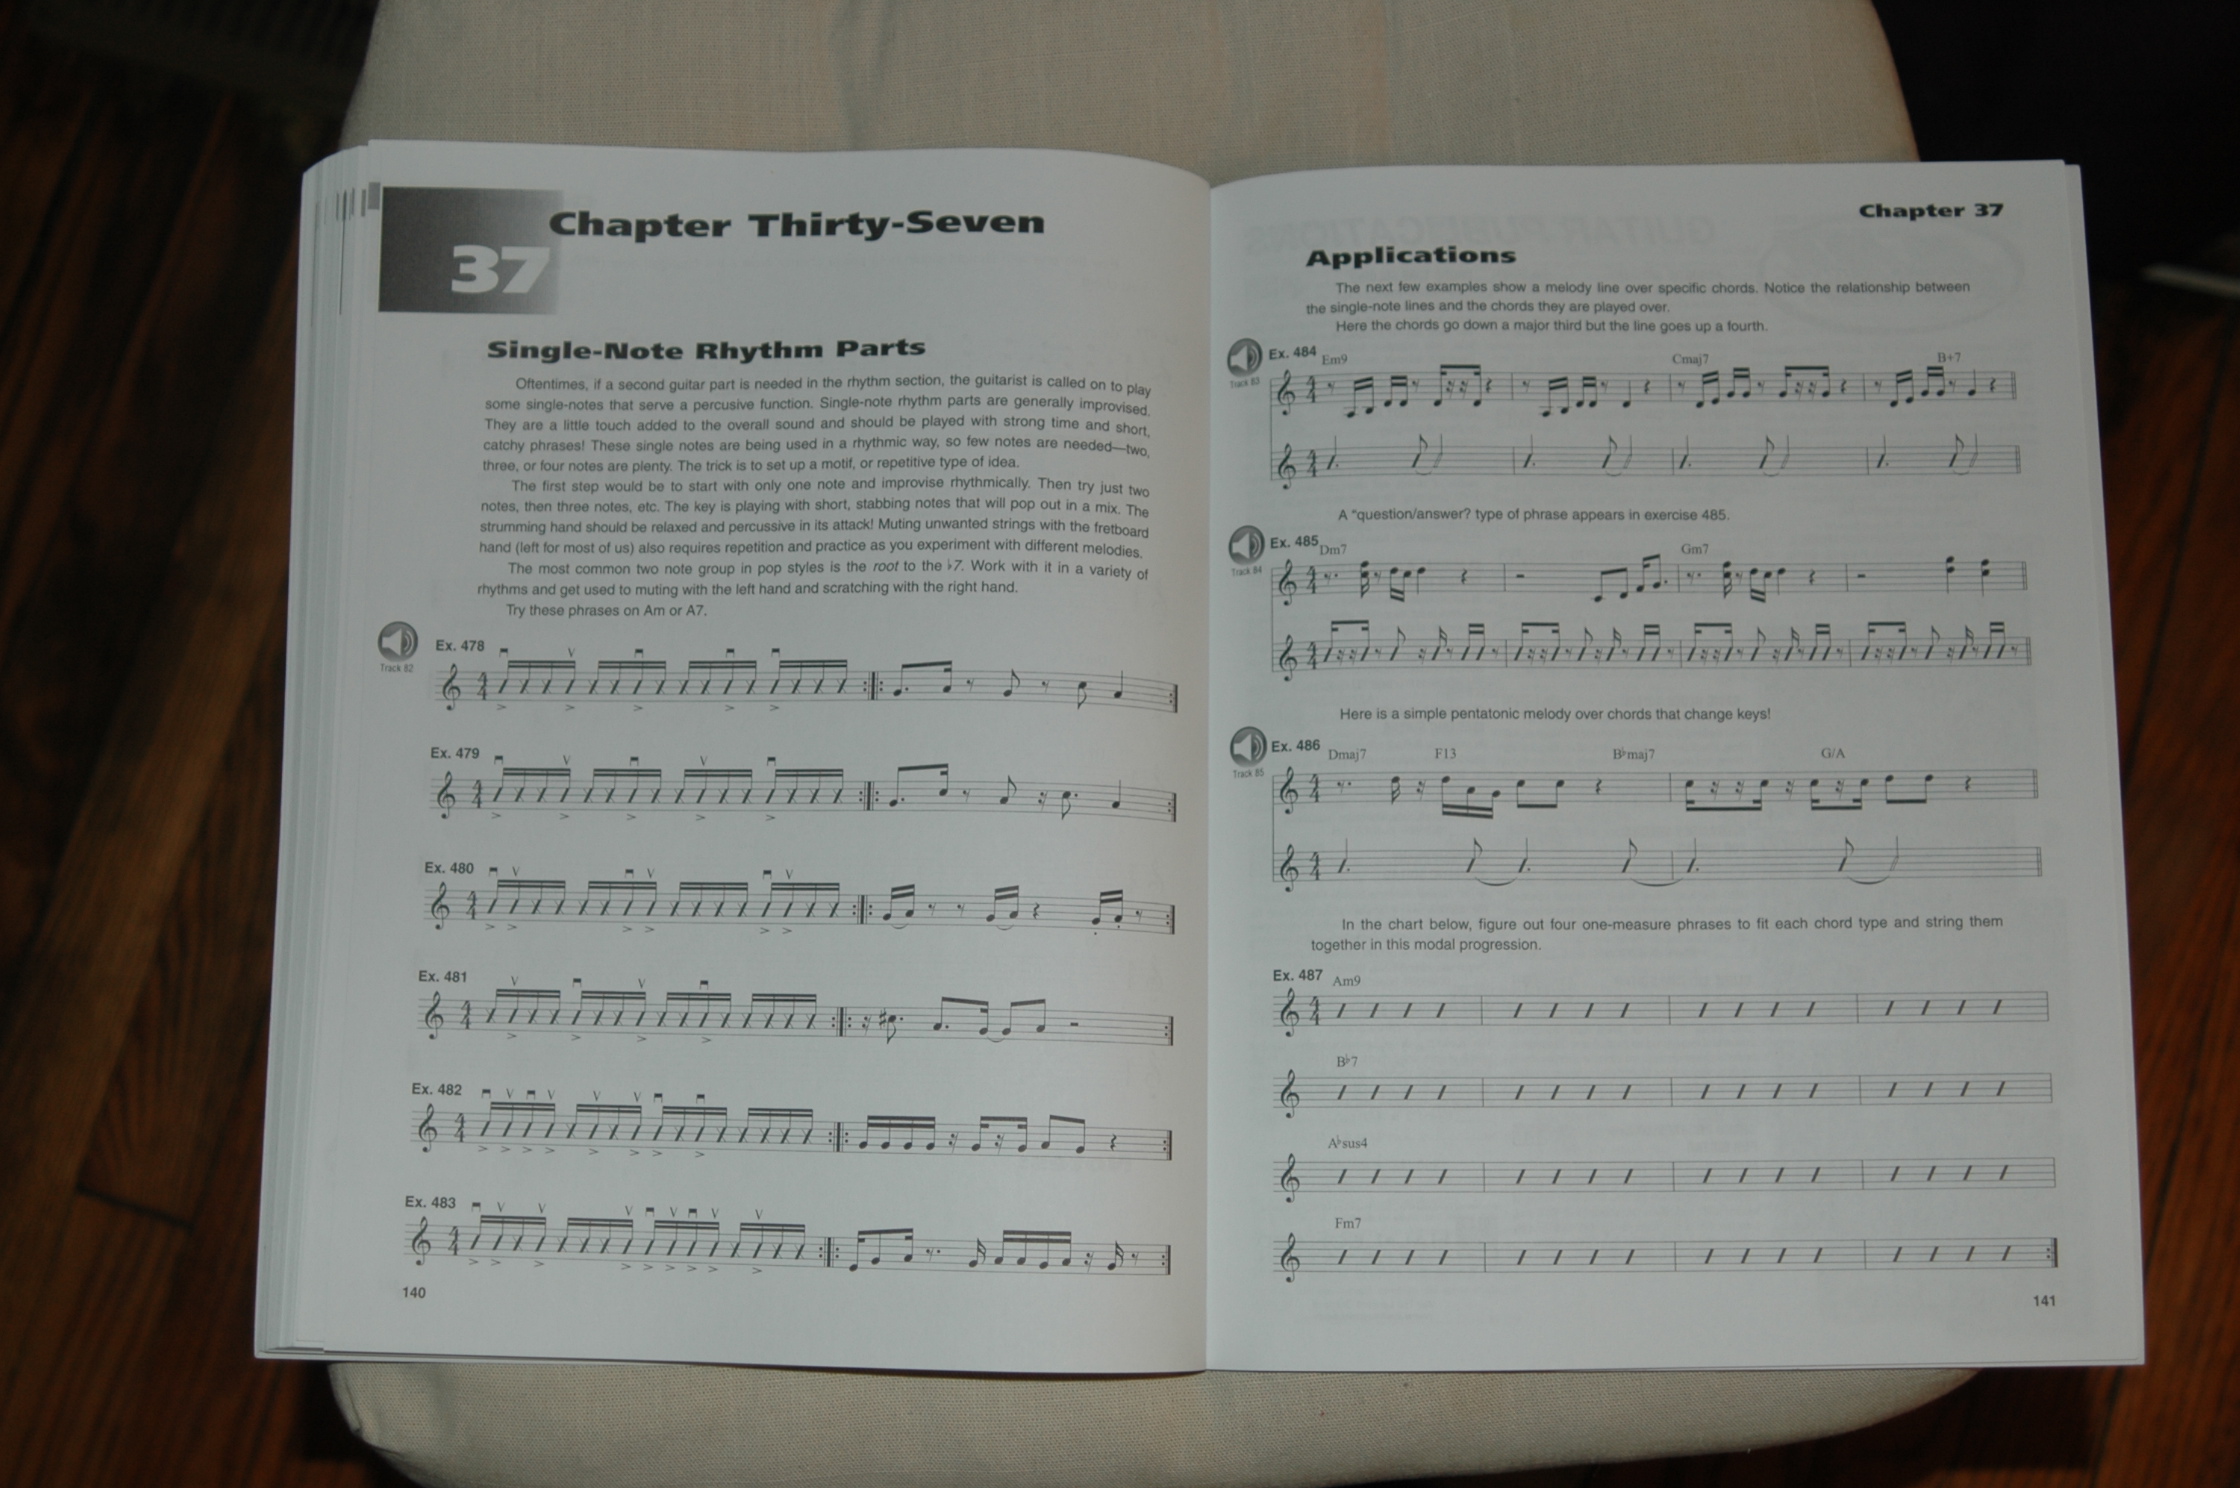 37
Chapter Thirty-Seven
Single-Note Rhythm Parts
Oftentimes, if a second guitar part is needed in the rhythm section, the guitarist is called on to play
some single-notes that serve a percusive function. Single-note rhythm parts are generally improvised.
They are a little touch added to the overall sound and should be played with strong time and short,
catchy phrases! These single notes are being used in a rhythmic way, so few notes are needed—two,
three, or four notes are plenty. The trick is to set up a motif, or repetitive type of idea.
The first step would be to start with only one note and improvise rhythmically. Then try just two
notes, then three notes, etc. The key is playing with short, stabbing notes that will pop out in a mix. The
strumming hand should be relaxed and percussive in its attack! Muting unwanted strings with the fretboard
hand (left for most of us) also requires repetition and practice as you experiment with different melodies.
The most common two note group in pop styles is the root to the ♭7. Work with it in a variety of
rhythms and get used to muting with the left hand and scratching with the right hand.
Try these phrases on Am or A7.
Ex. 478
Track 82
Ex. 479
Ex. 480
Ex. 481
Ex. 482
Ex. 483
140
Chapter 37
Applications
The next few examples show a melody line over specific chords. Notice the relationship between
the single-note lines and the chords they are played over.
Here the chords go down a major third but the line goes up a fourth.
Ex. 484
Em9 Cmaj7 B+7
Track 83
A "question/answer? type of phrase appears in exercise 485.
Ex. 485
Dm7 Gm7
Track 84
Here is a simple pentatonic melody over chords that change keys!
Ex. 486
Dmaj7 F13 B♭maj7 G/A
Track 85
In the chart below, figure out four one-measure phrases to fit each chord type and string them
together in this modal progression.
Ex. 487 Am9
B♭7
A♭sus4
Fm7
141